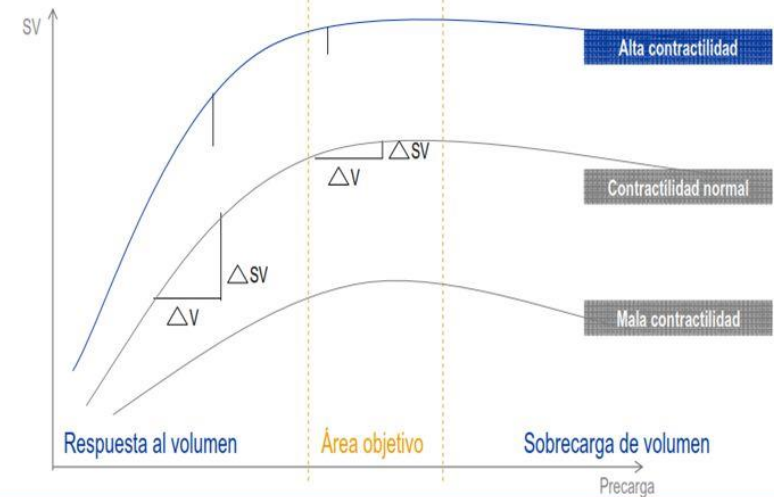 SV
Alta contractilidad
△SV
△V
Contractilidad normal
△SV
△V
Mala contractilidad
Respuesta al volumen
Área objetivo
Sobrecarga de volumen
Precarga